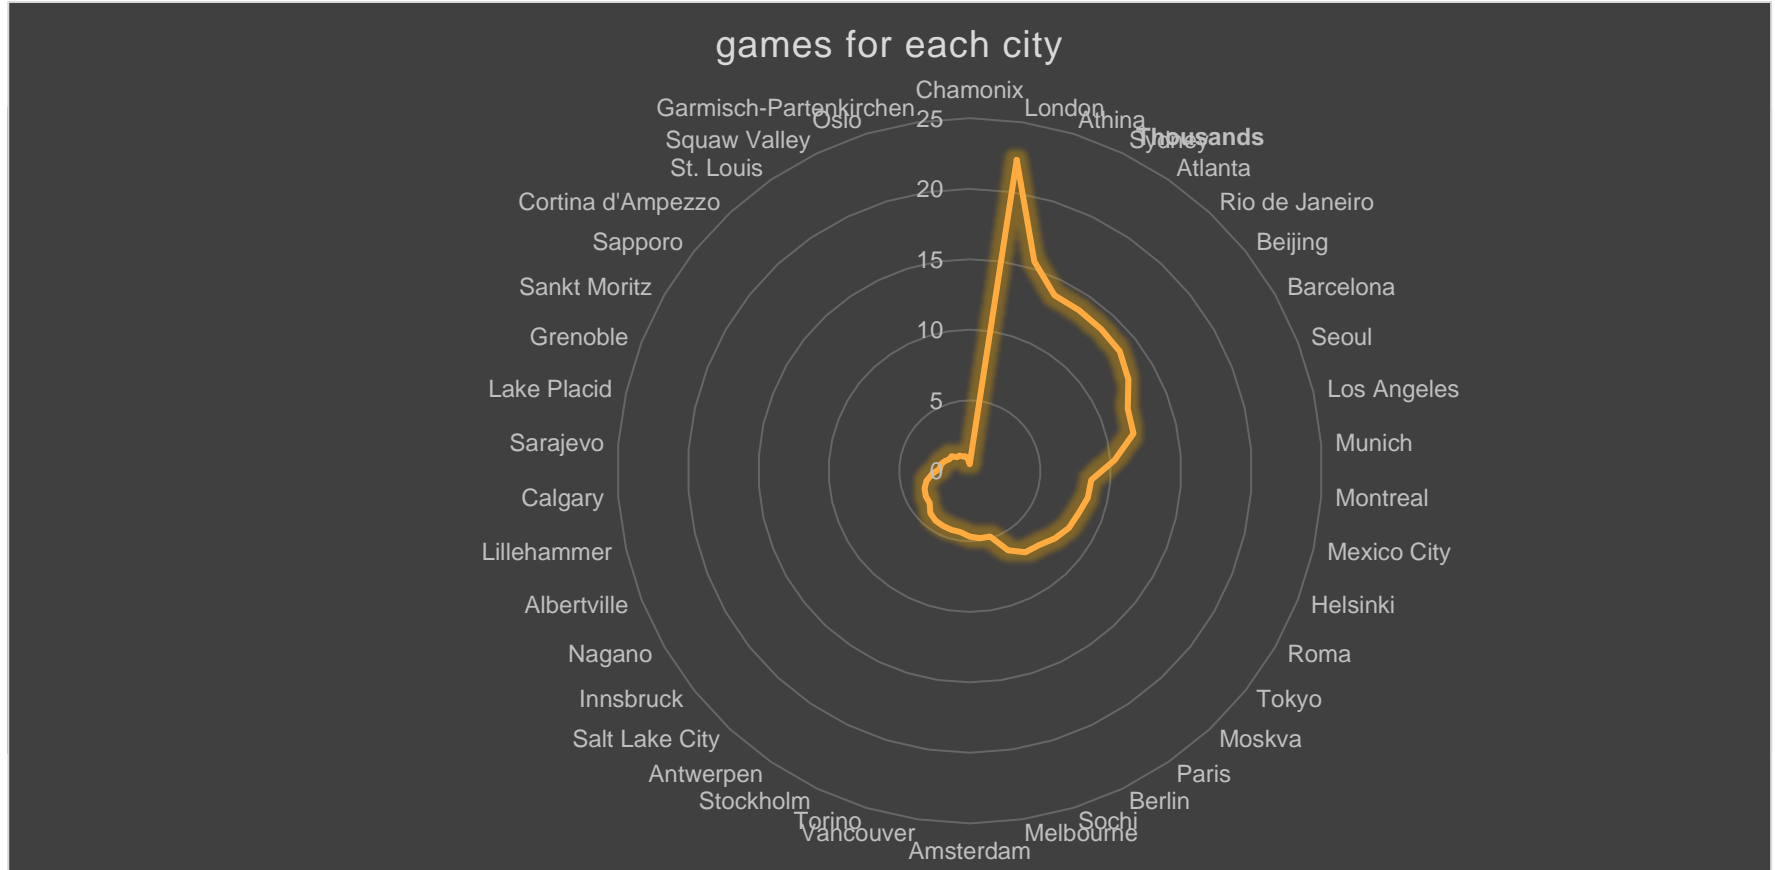 games for each city
Chamonix
London
Athina
Sydney
Thousands
Atlanta
Rio de Janeiro
Beijing
Barcelona
Seoul
Los Angeles
Munich
Montreal
Mexico City
Helsinki
Roma
Tokyo
Moskva
Paris
Berlin
Sochi
Melbourne
Amsterdam
Vancouver
Torino
Stockholm
Antwerpen
Salt Lake City
Innsbruck
Nagano
Albertville
Lillehammer
Calgary
Sarajevo
Lake Placid
Grenoble
Sankt Moritz
Sapporo
Cortina d'Ampezzo
St. Louis
Squaw Valley
Oslo
Garmisch-Partenkirchen
25
20
15
10
5
0